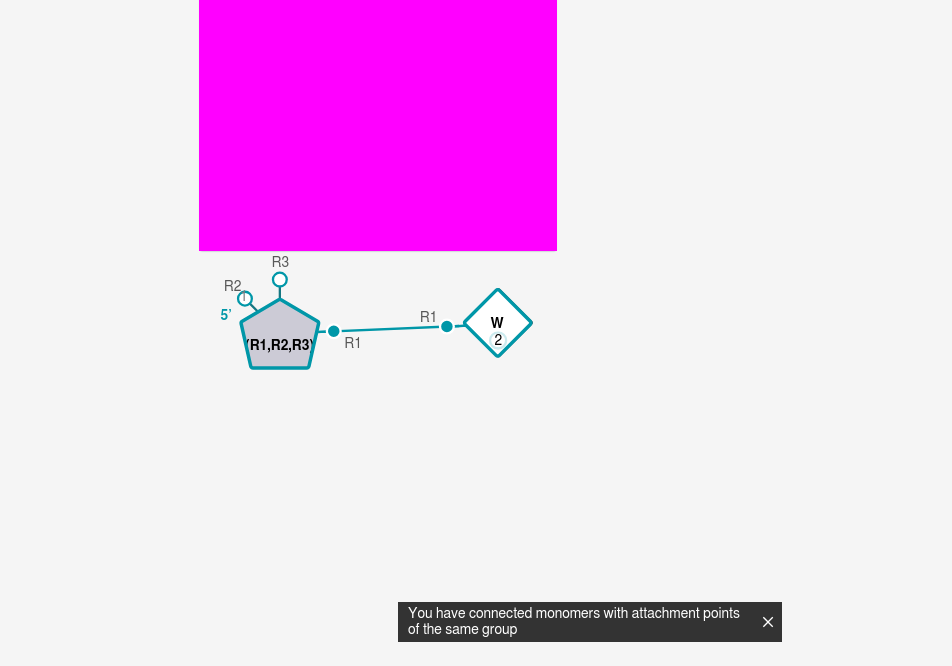 R3
R2
1
5’
R1
W
(R1,R2,R3)
2
R1
You have connected monomers with attachment points
of the same group